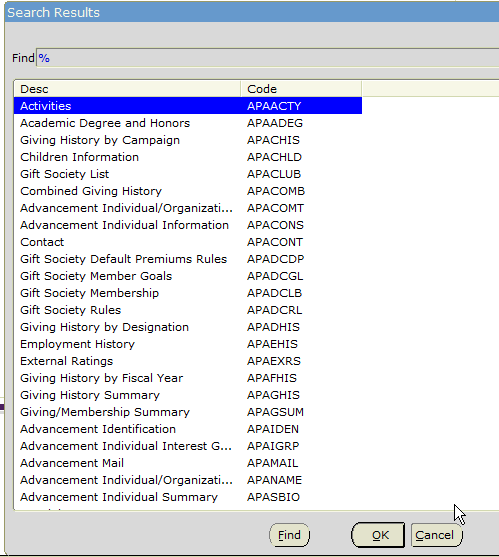 Search Results
Find %
Desc Code
Activities APAACTY
Academic Degree and Honors APAADEG
Giving History by Campaign APACHIS
Children Information APACHLD
Gift Society List APACLUB
Combined Giving History APACOMB
Advancement Individual/Organizati... APACOMT
Advancement Individual Information APACONS
Contact APACONT
Gift Society Default Premiums Rules APADCDP
Gift Society Member Goals APADCGL
Gift Society Membership APADCLB
Gift Society Rules APADCRL
Giving History by Designation APADHIS
Employment History APAEHIS
External Ratings APAEXRS
Giving History by Fiscal Year APAFHIS
Giving History Summary APAGHIS
Giving/Membership Summary APAGSUM
Advancement Identification APAIDEN
Advancement Individual Interest G... APAIGRP
Advancement Mail APAMAIL
Advancement Individual/Organizati... APANAME
Advancement Individual Summary APASBIO
Find OK Cancel